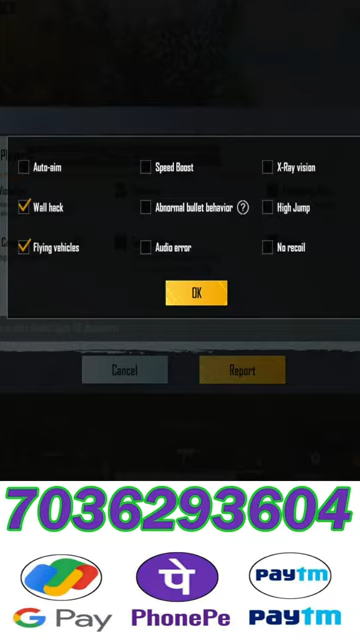 Auto-aim Speed Boost X-Ray vision
Wall hack Abnormal bullet behavior ? High Jump
Flying vehicles Audio error No recoil
OK
Cancel Report
7036293604
पे paytm
G Pay PhonePe paytm